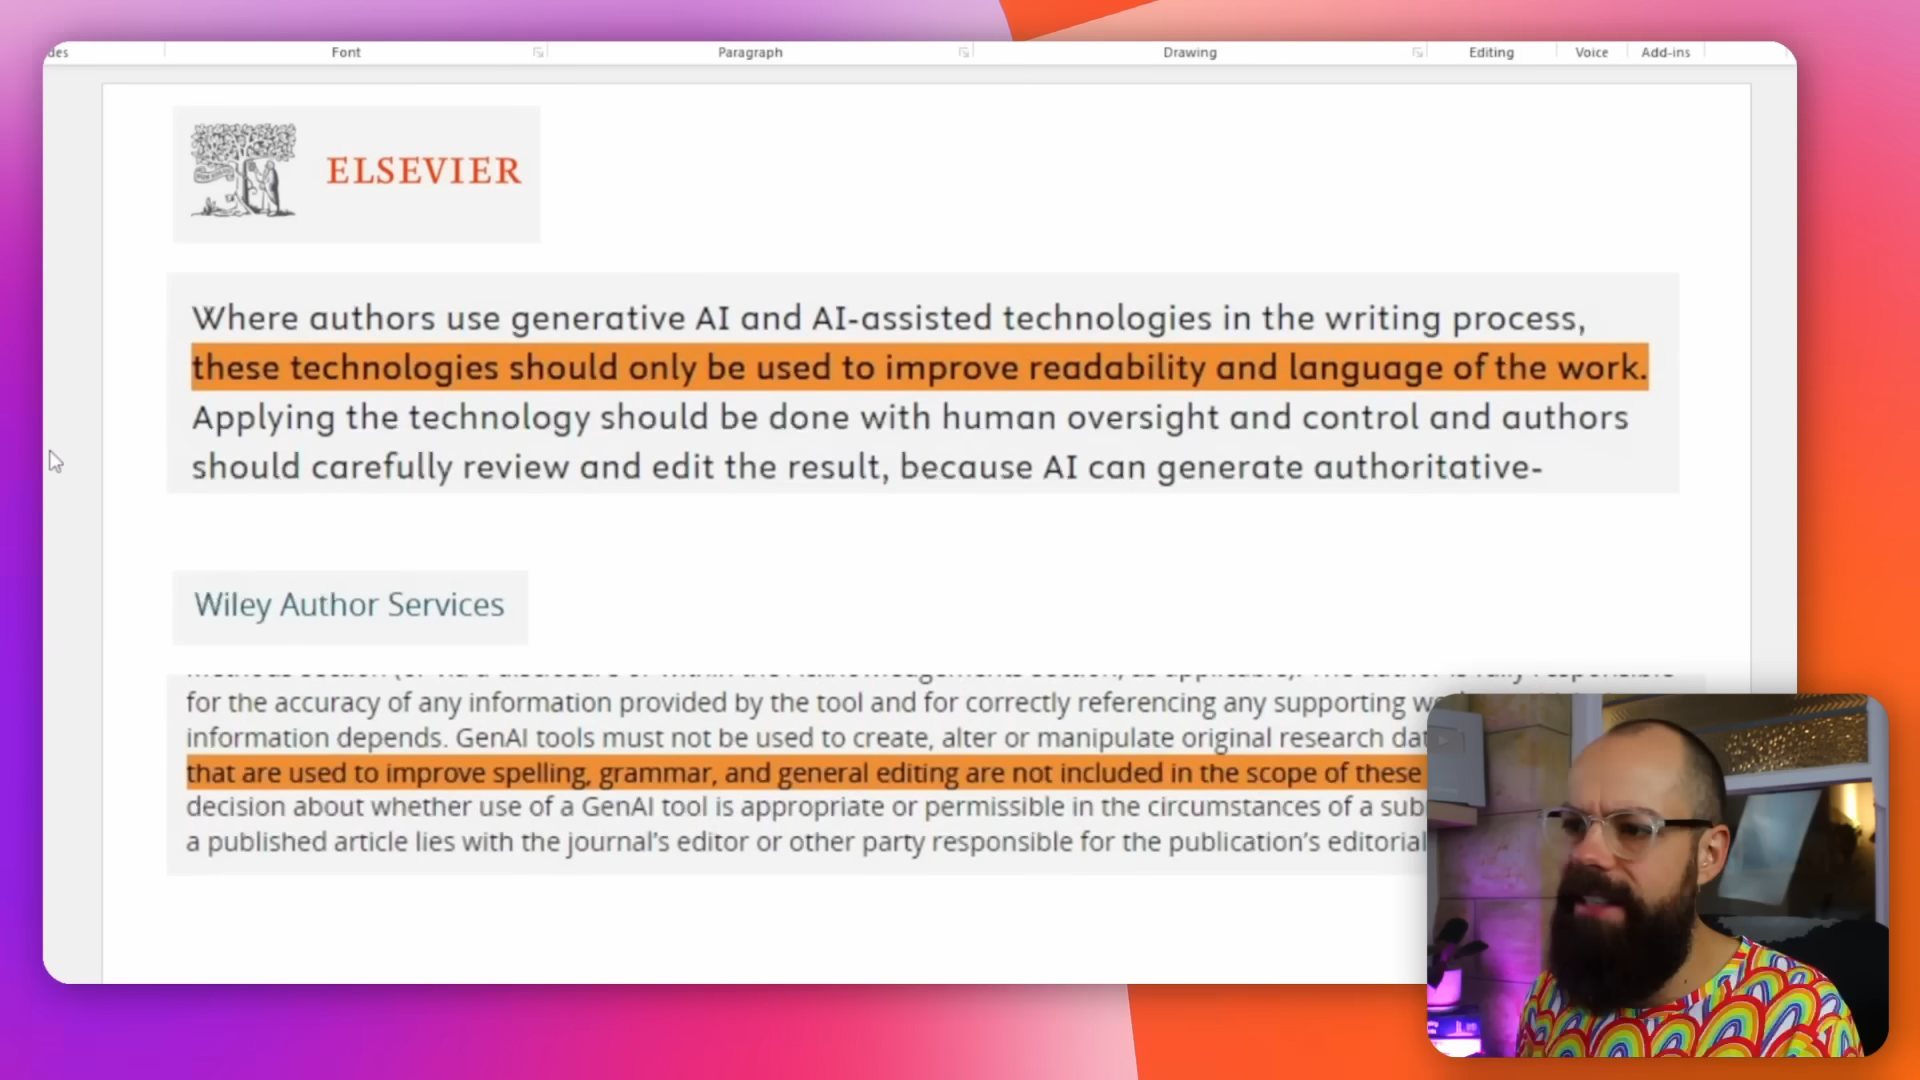 des
Font
Paragraph
Drawing
Editing
Voice
Add-ins
ELSEVIER
Where authors use generative AI and AI-assisted technologies in the writing process,
these technologies should only be used to improve readability and language of the work.
Applying the technology should be done with human oversight and control and authors
should carefully review and edit the result, because AI can generate authoritative-
Wiley Author Services
for the accuracy of any information provided by the tool and for correctly referencing any supporting
information depends. GenAI tools must not be used to create, alter or manipulate original research
that are used to improve spelling, grammar, and general editing are not included in the scope of these
decision about whether use of a GenAI tool is appropriate or permissible in the circumstances of a sub
a published article lies with the journal's editor or other party responsible for the publication's editorial